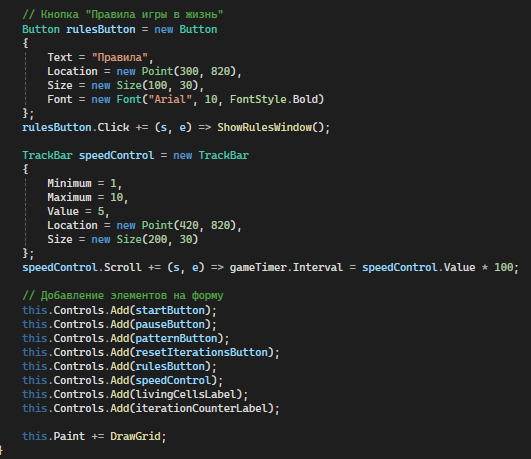 // Кнопка "Правила игры в жизнь"
Button rulesButton = new Button
{
Text = "Правила",
Location = new Point(300, 820),
Size = new Size(100, 30),
Font = new Font("Arial", 10, FontStyle.Bold)
};
rulesButton.Click += (s, e) => ShowRulesWindow();
TrackBar speedControl = new TrackBar
{
Minimum = 1,
Maximum = 10,
Value = 5,
Location = new Point(420, 820),
Size = new Size(200, 30)
};
speedControl.Scroll += (s, e) => gameTimer.Interval = speedControl.Value * 100;
// Добавление элементов на форму
this.Controls.Add(startButton);
this.Controls.Add(pauseButton);
this.Controls.Add(patternButton);
this.Controls.Add(resetIterationsButton);
this.Controls.Add(rulesButton);
this.Controls.Add(speedControl);
this.Controls.Add(livingCellsLabel);
this.Controls.Add(iterationCounterLabel);
this.Paint += DrawGrid;
}